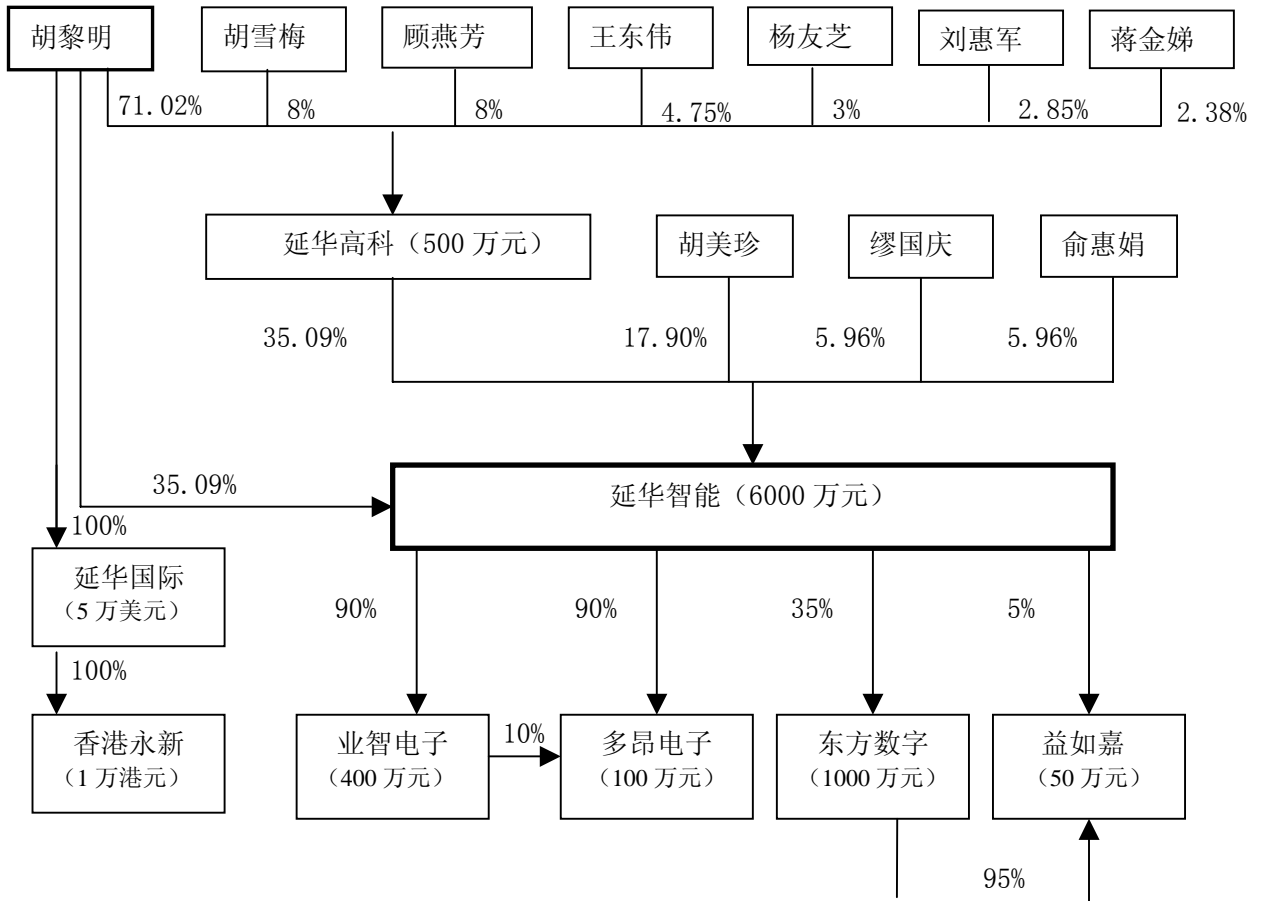 胡黎明
胡雪梅
顾燕芳
王东伟
杨友芝
刘惠军
蒋金娣
71.02%
8%
8%
4.75%
3%
2.85%
2.38%
延华高科（500 万元）
胡美珍
缪国庆
俞惠娟
35.09%
17.90%
5.96%
5.96%
35.09%
延华智能（6000 万元）
100%
延华国际
（5 万美元）
90%
90%
35%
5%
100%
香港永新
（1 万港元）
业智电子
（400 万元）
10%
多昂电子
（100 万元）
东方数字
（1000 万元）
益如嘉
（50 万元）
95%